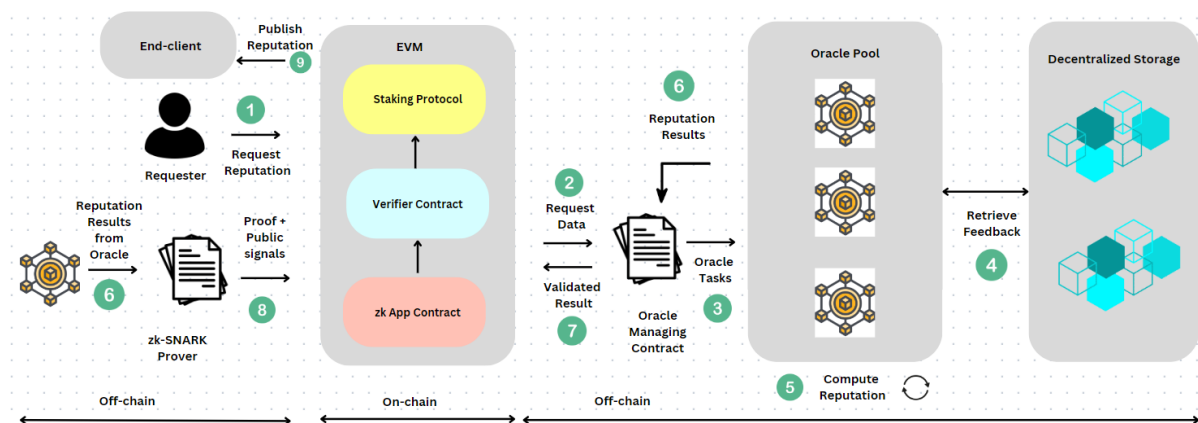 End-client
Publish
Reputation
9
1
Request
Reputation
Requester
Reputation
Results
from
Oracle
6
zk-SNARK
Prover
Proof +
Public
signals
8
EVM
Staking Protocol
Verifier Contract
zk App Contract
2
Request
Data
Validated
Result
7
6
Reputation
Results
Oracle
Managing
Contract
Oracle
Tasks
3
Oracle Pool
5
Compute
Reputation
Retrieve
Feedback
4
Decentralized Storage
Off-chain
On-chain
Off-chain